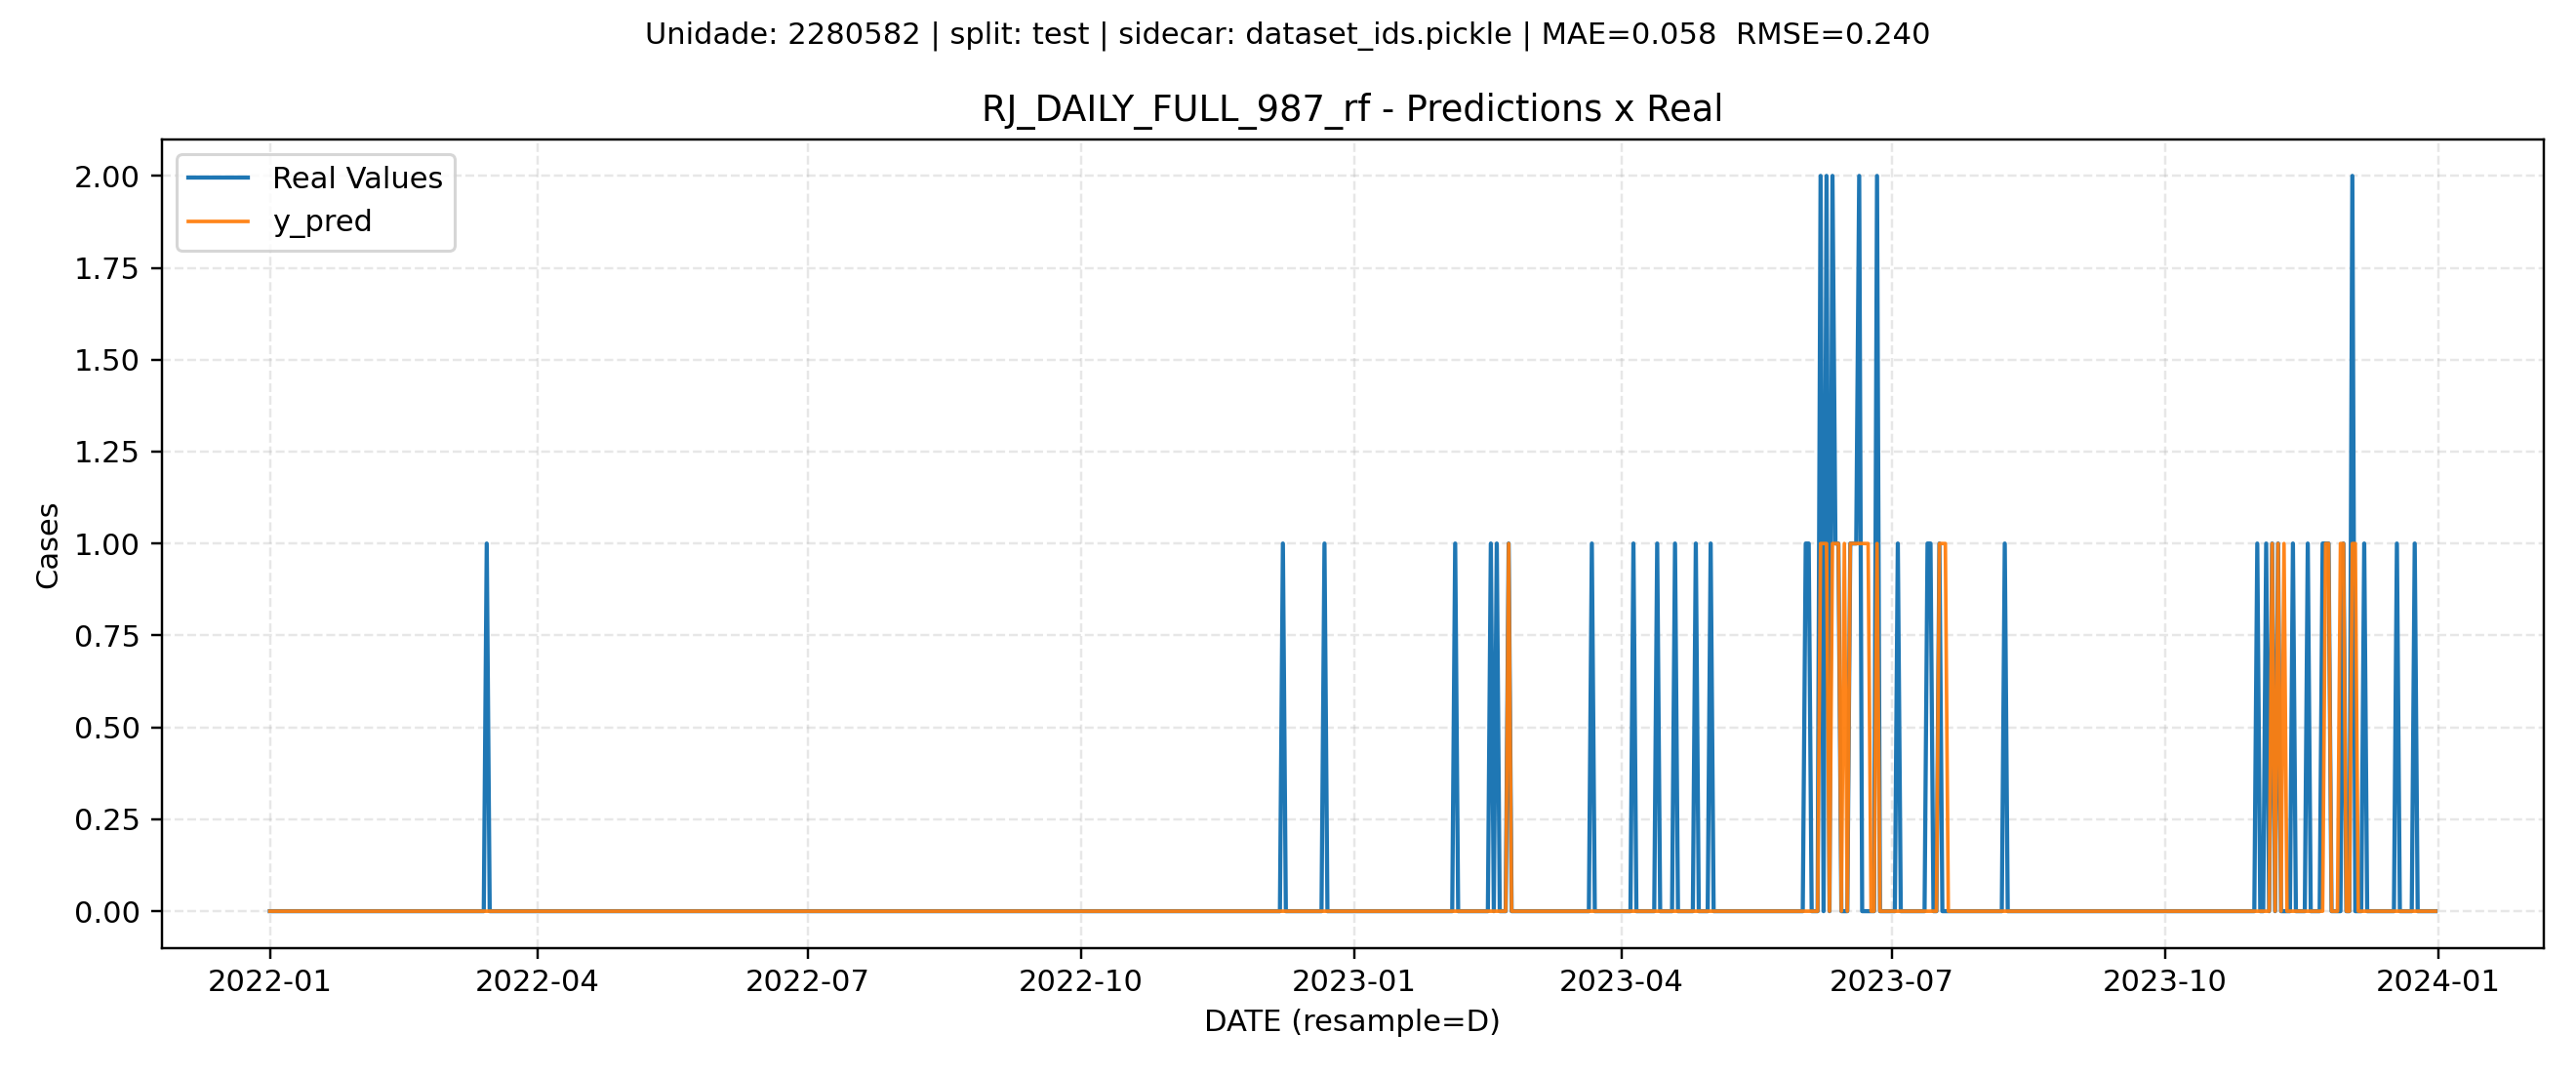 Unidade: 2280582 | split: test | sidecar: dataset_ids.pickle | MAE=0.058  RMSE=0.240
RJ_DAILY_FULL_987_rf - Predictions x Real
Real Values
y_pred
2.00
1.75
1.50
1.25
1.00
0.75
0.50
0.25
0.00
Cases
2022-01 2022-04 2022-07 2022-10 2023-01 2023-04 2023-07 2023-10 2024-01
DATE (resample=D)